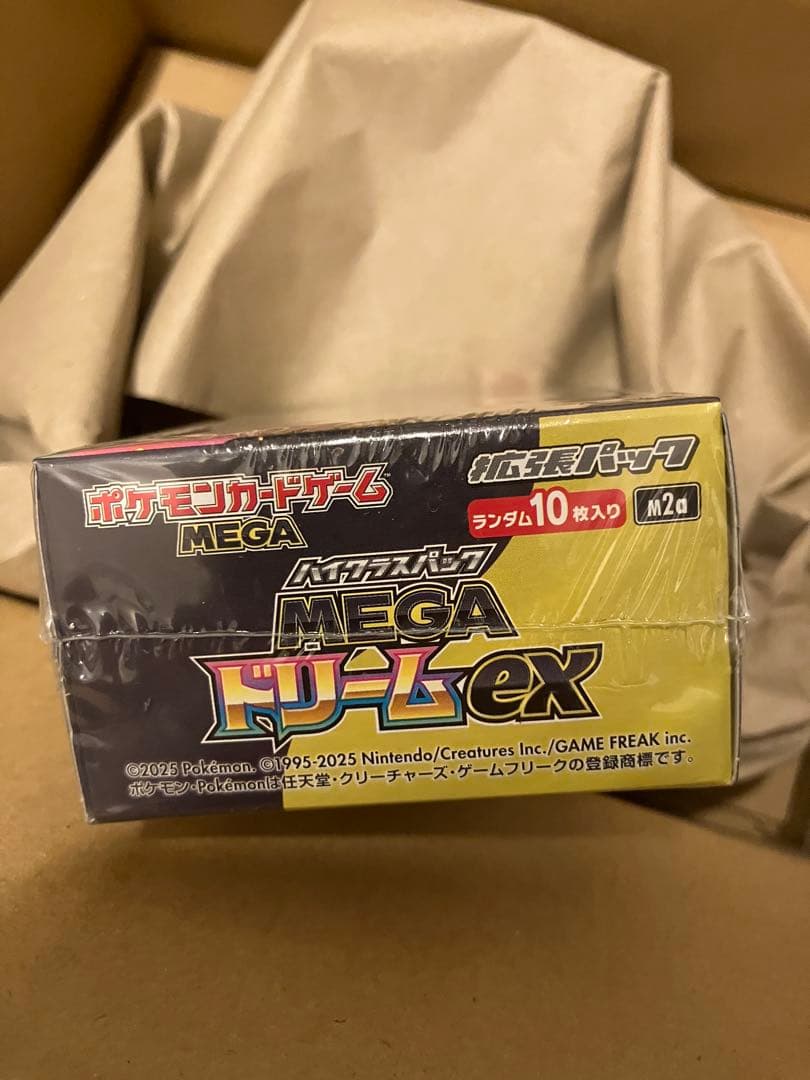 ポケモンカードゲーム
MEGA
拡張パック
ランダム10枚入り
M2a
ハイクラスパック
MEGA
ドリームex
©2025 Pokémon. ©1995-2025 Nintendo/Creatures Inc./GAME FREAK inc.
ポケモン・Pokémonは任天堂・クリーチャーズ・ゲームフリークの登録商標です。